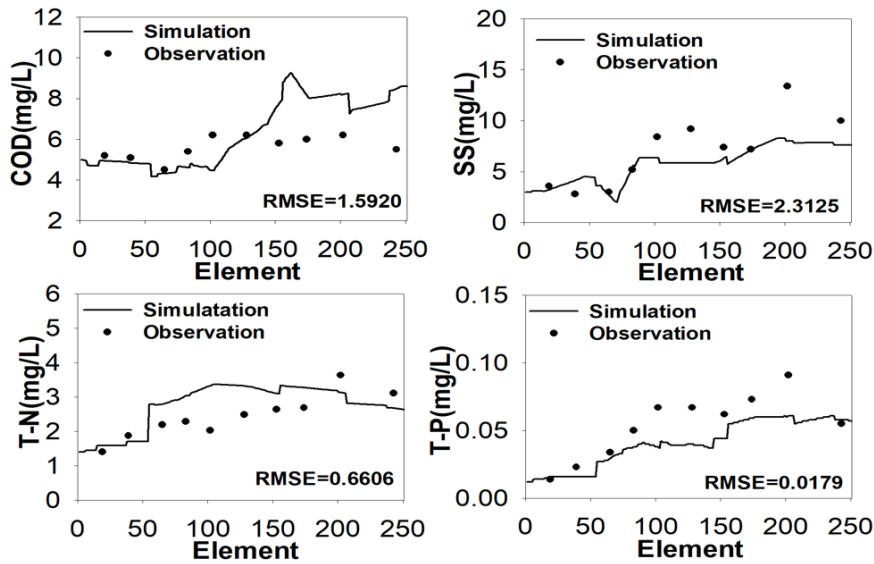 12
10
8
6
4
2
COD(mg/L)
Simulation
Observation
RMSE=1.5920
0 50 100 150 200 250
Element
20
15
10
5
0
SS(mg/L)
Simulation
Observation
RMSE=2.3125
0 50 100 150 200 250
Element
6
5
4
3
2
1
0
T-N(mg/L)
Simulatation
Observation
RMSE=0.6606
0 50 100 150 200 250
Element
0.15
0.10
0.05
0.00
T-P(mg/L)
Simulation
Observation
RMSE=0.0179
0 50 100 150 200 250
Element